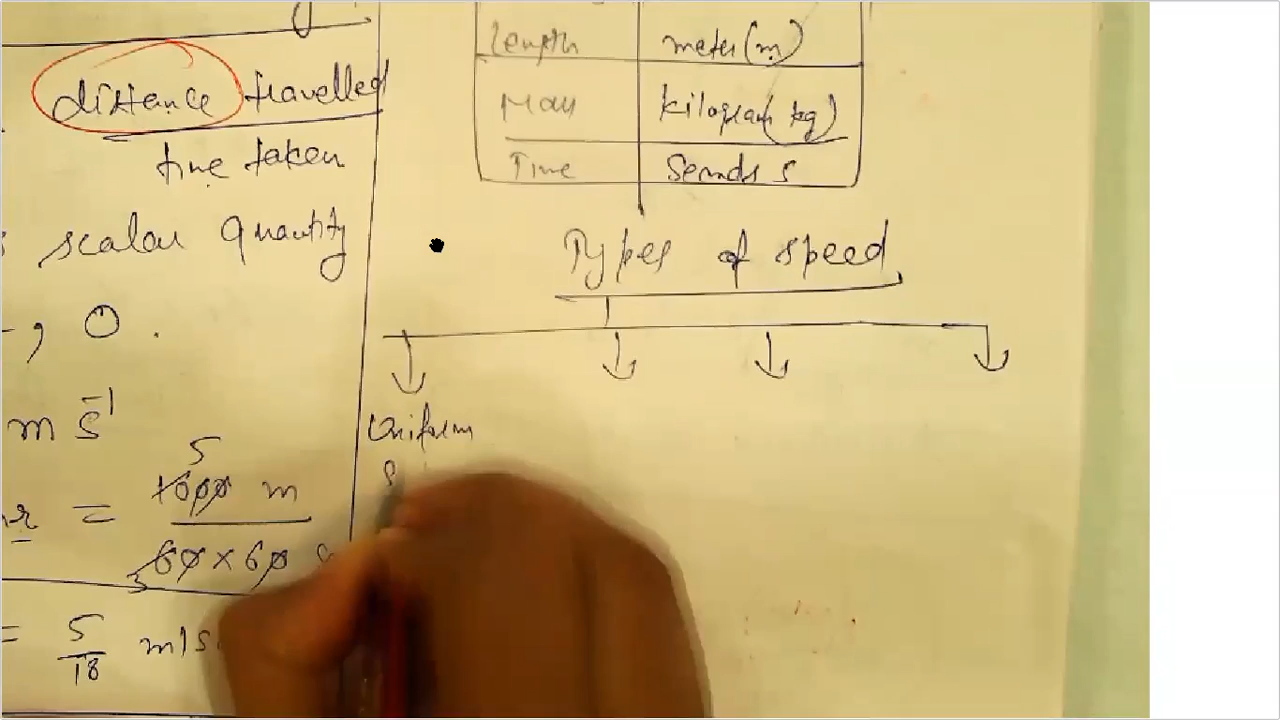 distance travelled
time taken
scalar quantity
, 0 .
m s⁻¹
5
= 1000 m
60 × 60
= 5/18 m/s
length meter (m)
Mass kilogram (kg)
Time Seconds s
Types of speed
Uniform
s